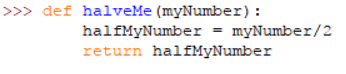 >>> def halveMe(myNumber):
        halfMyNumber = myNumber/2
        return halfMyNumber